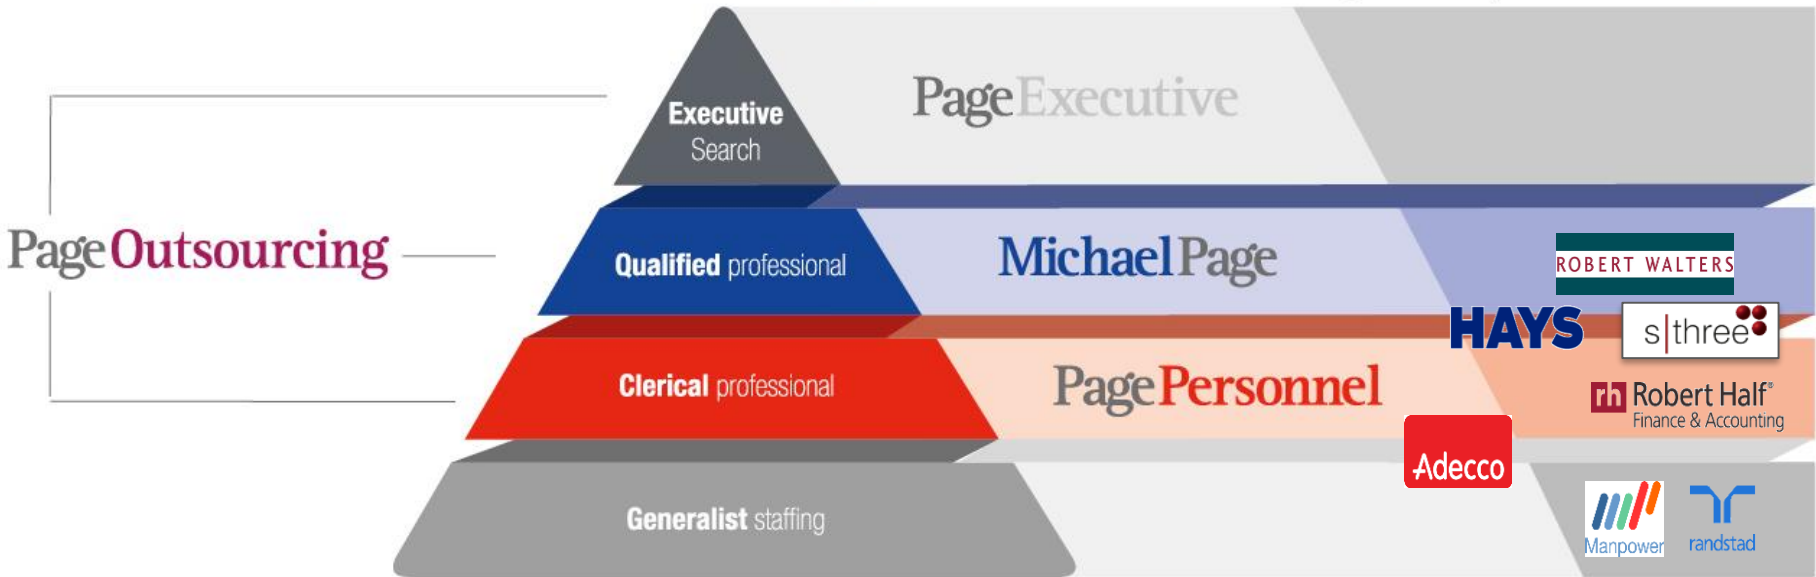 Executive
Search
PageExecutive
PageOutsourcing
Qualified professional
MichaelPage
ROBERT WALTERS
HAYS
s|three
Clerical professional
PagePersonnel
rh Robert Half®
Finance & Accounting
Adecco
Generalist staffing
Manpower
randstad